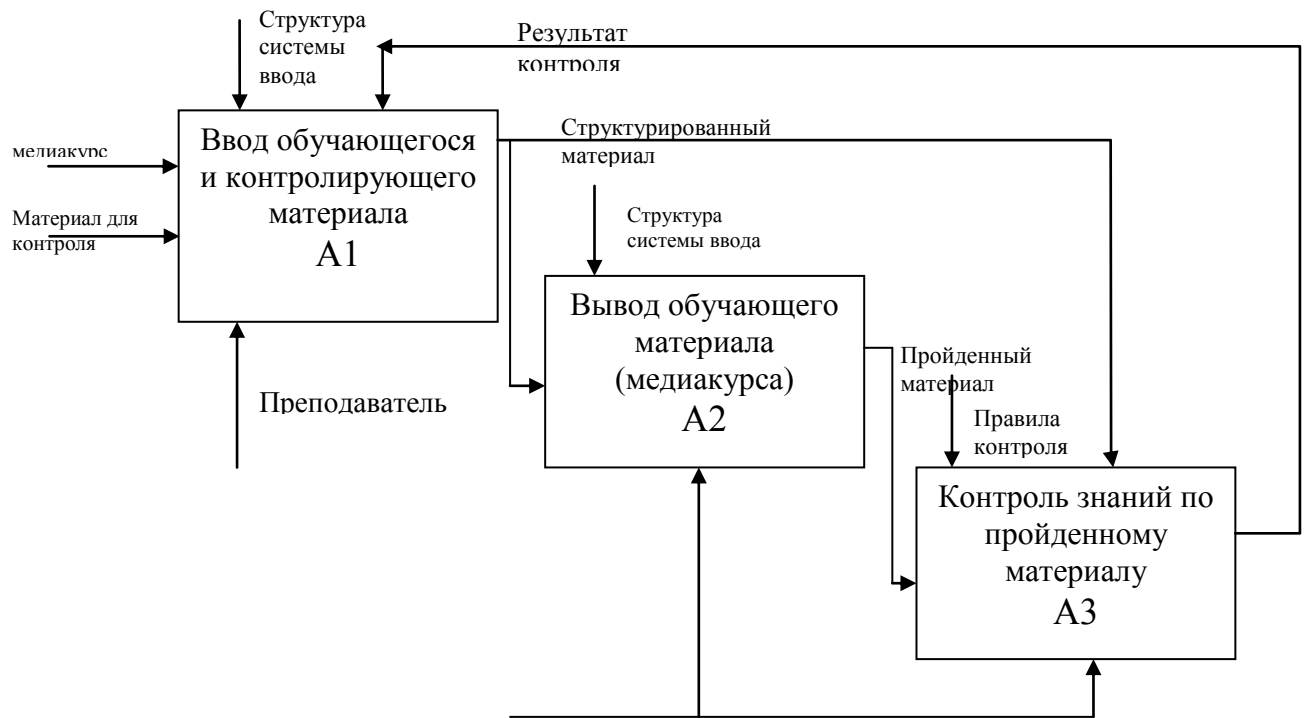 Структура
системы
ввода
Результат
контроля
медиакурс
Материал для
контроля
Ввод обучающегося
и контролирующего
материала
А1
Структурированный
материал
Структура
системы ввода
Преподаватель
Вывод обучающего
материала
(медиакурса)
А2
Пройденный
материал
Правила
контроля
Контроль знаний по
пройденному
материалу
А3